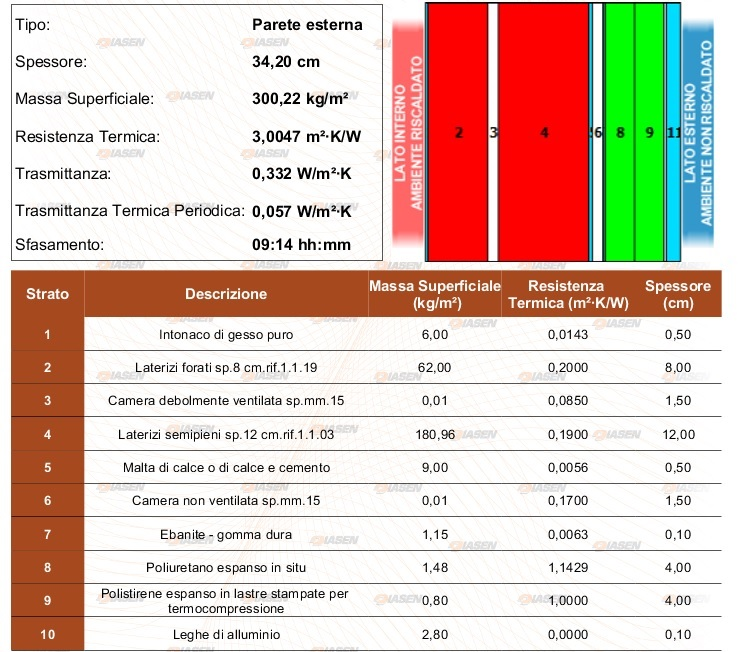 Tipo: Parete esterna
Spessore: 34,20 cm
Massa Superficiale: 300,22 kg/m²
Resistenza Termica: 3,0047 m²·K/W
Trasmittanza: 0,332 W/m²·K
Trasmittanza Termica Periodica: 0,057 W/m²·K
Sfasamento: 09:14 hh:mm
LATO INTERNO
AMBIENTE RISCALDATO
2 3 4 6 8 9 11
LATO ESTERNO
AMBIENTE NON RISCALDATO
Strato Descrizione Massa Superficiale (kg/m²) Resistenza Termica (m²·K/W) Spessore (cm)
1 Intonaco di gesso puro 6,00 0,0143 0,50
2 Laterizi forati sp.8 cm.rif.1.1.19 62,00 0,2000 8,00
3 Camera debolmente ventilata sp.mm.15 0,01 0,0850 1,50
4 Laterizi semipieni sp.12 cm.rif.1.1.03 180,96 0,1900 12,00
5 Malta di calce o di calce e cemento 9,00 0,0056 0,50
6 Camera non ventilata sp.mm.15 0,01 0,1700 1,50
7 Ebanite - gomma dura 1,15 0,0063 0,10
8 Poliuretano espanso in situ 1,48 1,1429 4,00
9 Polistirene espanso in lastre stampate per termocompressione 0,80 1,0000 4,00
10 Leghe di alluminio 2,80 0,0000 0,10
IASEN